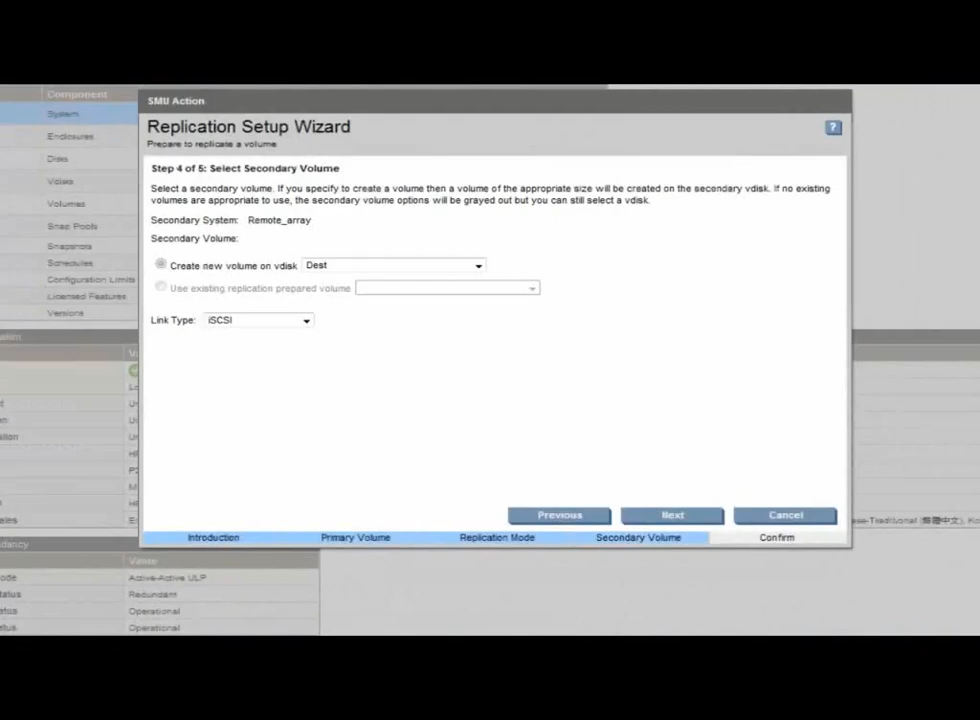 Component
SMU Action
System
Replication Setup Wizard
?
Enclosures
Prepare to replicate a volume
Disks
Step 4 of 5: Select Secondary Volume
Vdisks
Select a secondary volume. If you specify to create a volume then a volume of the appropriate size will be created on the secondary vdisk. If no existing
volumes are appropriate to use, the secondary volume options will be grayed out but you can still select a vdisk.
Volumes
Secondary System: Remote_array
Snap Pools
Secondary Volume:
Snapshots
Schedules
Create new volume on vdisk Dest
Configuration Limits
Use existing replication prepared volume
Licensed Features
Versions
Link Type: iSCSI
Previous Next Cancel
Introduction Primary Volume Replication Mode Secondary Volume Confirm
Value
Active-Active ULP
Redundant
Operational
Operational